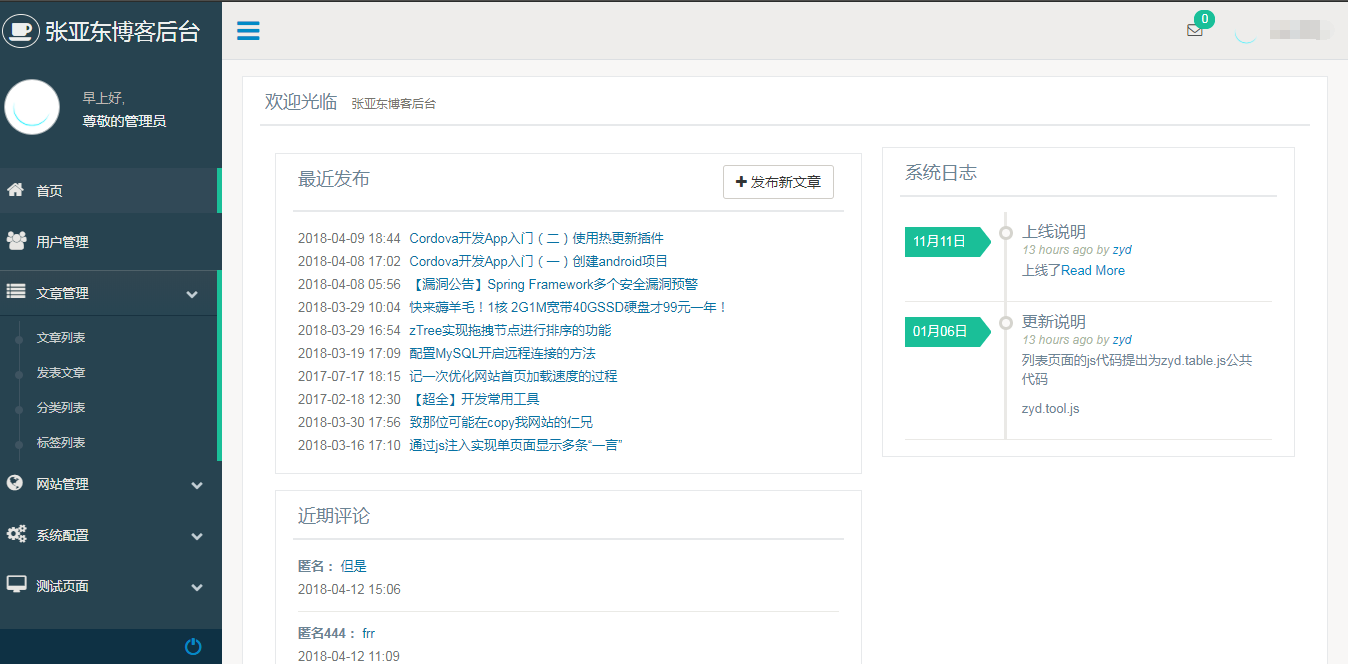 张亚东博客后台
0
早上好,
尊敬的管理员
首页
用户管理
文章管理
文章列表
发表文章
分类列表
标签列表
网站管理
系统配置
测试页面
欢迎光临 张亚东博客后台
最近发布
发布新文章
2018-04-09 18:44 Cordova开发App入门（二）使用热更新插件
2018-04-08 17:02 Cordova开发App入门（一）创建android项目
2018-04-08 05:56 【漏洞公告】Spring Framework多个安全漏洞预警
2018-03-29 10:04 快来薅羊毛！1核 2G1M宽带40GSSD硬盘才99元一年！
2018-03-29 16:54 zTree实现拖拽节点进行排序的功能
2018-03-19 17:09 配置MySQL开启远程连接的方法
2017-07-17 18:15 记一次优化网站首页加载速度的过程
2017-02-18 12:30 【超全】开发常用工具
2018-03-30 17:56 致那位可能在copy我网站的仁兄
2018-03-16 17:10 通过js注入实现单页面显示多条“一言”
近期评论
匿名： 但是
2018-04-12 15:06
匿名444： frr
2018-04-12 11:09
系统日志
11月11日
上线说明
13 hours ago by zyd
上线了Read More
01月06日
更新说明
13 hours ago by zyd
列表页面的js代码提出为zyd.table.js公共
代码
zyd.tool.js